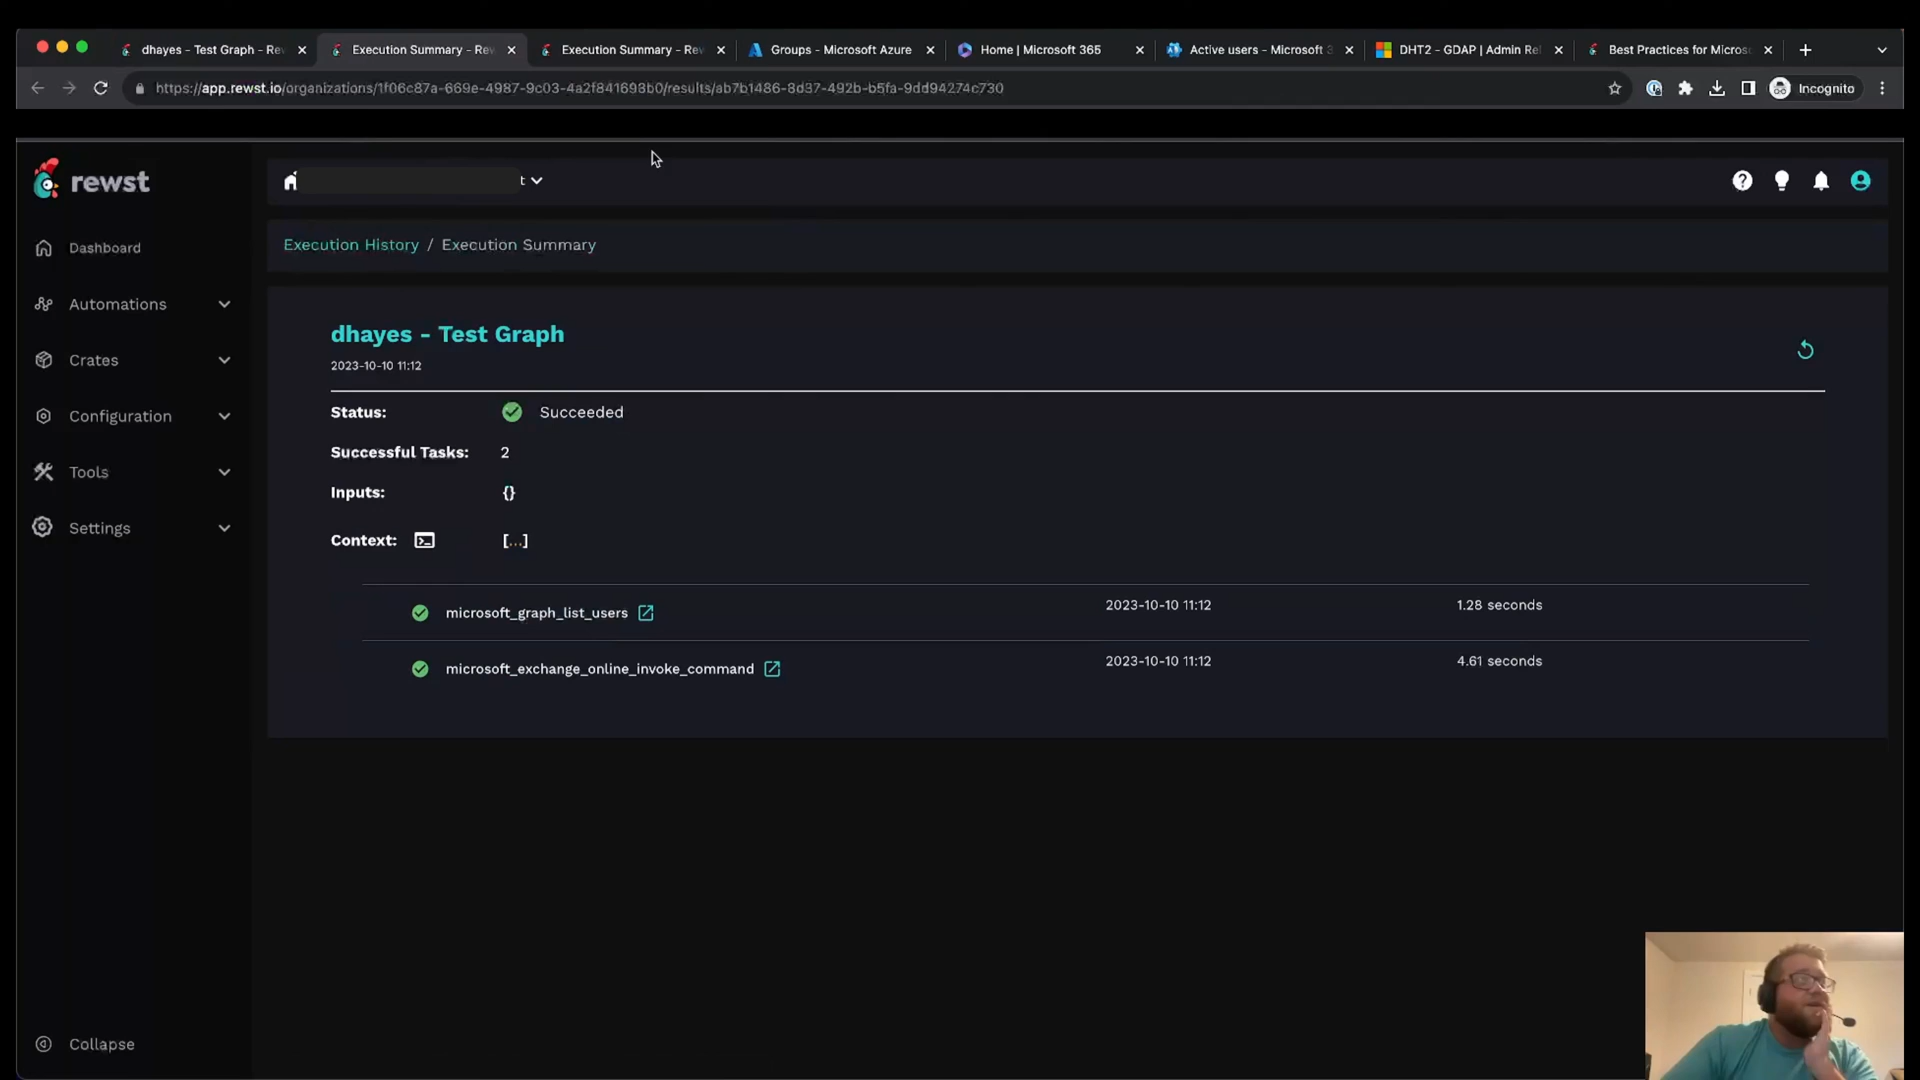 dhayes - Test Graph - Rew
Execution Summary - Rew
Execution Summary - Rew
Groups - Microsoft Azure
Home | Microsoft 365
Active users - Microsoft 3
DHT2 - GDAP | Admin Rel
Best Practices for Micros
https://app.rewst.io/organizations/1f06c87a-669e-4987-9c03-4a2f841693b0/results/ab7b1486-8d37-492b-b5fa-9dd94274c730
Incognito
rewst
t
Dashboard
Automations
Crates
Configuration
Tools
Settings
Collapse
Execution History / Execution Summary
dhayes - Test Graph
2023-10-10 11:12
Status: Succeeded
Successful Tasks: 2
Inputs: {}
Context: [...]
microsoft_graph_list_users 2023-10-10 11:12 1.28 seconds
microsoft_exchange_online_invoke_command 2023-10-10 11:12 4.61 seconds